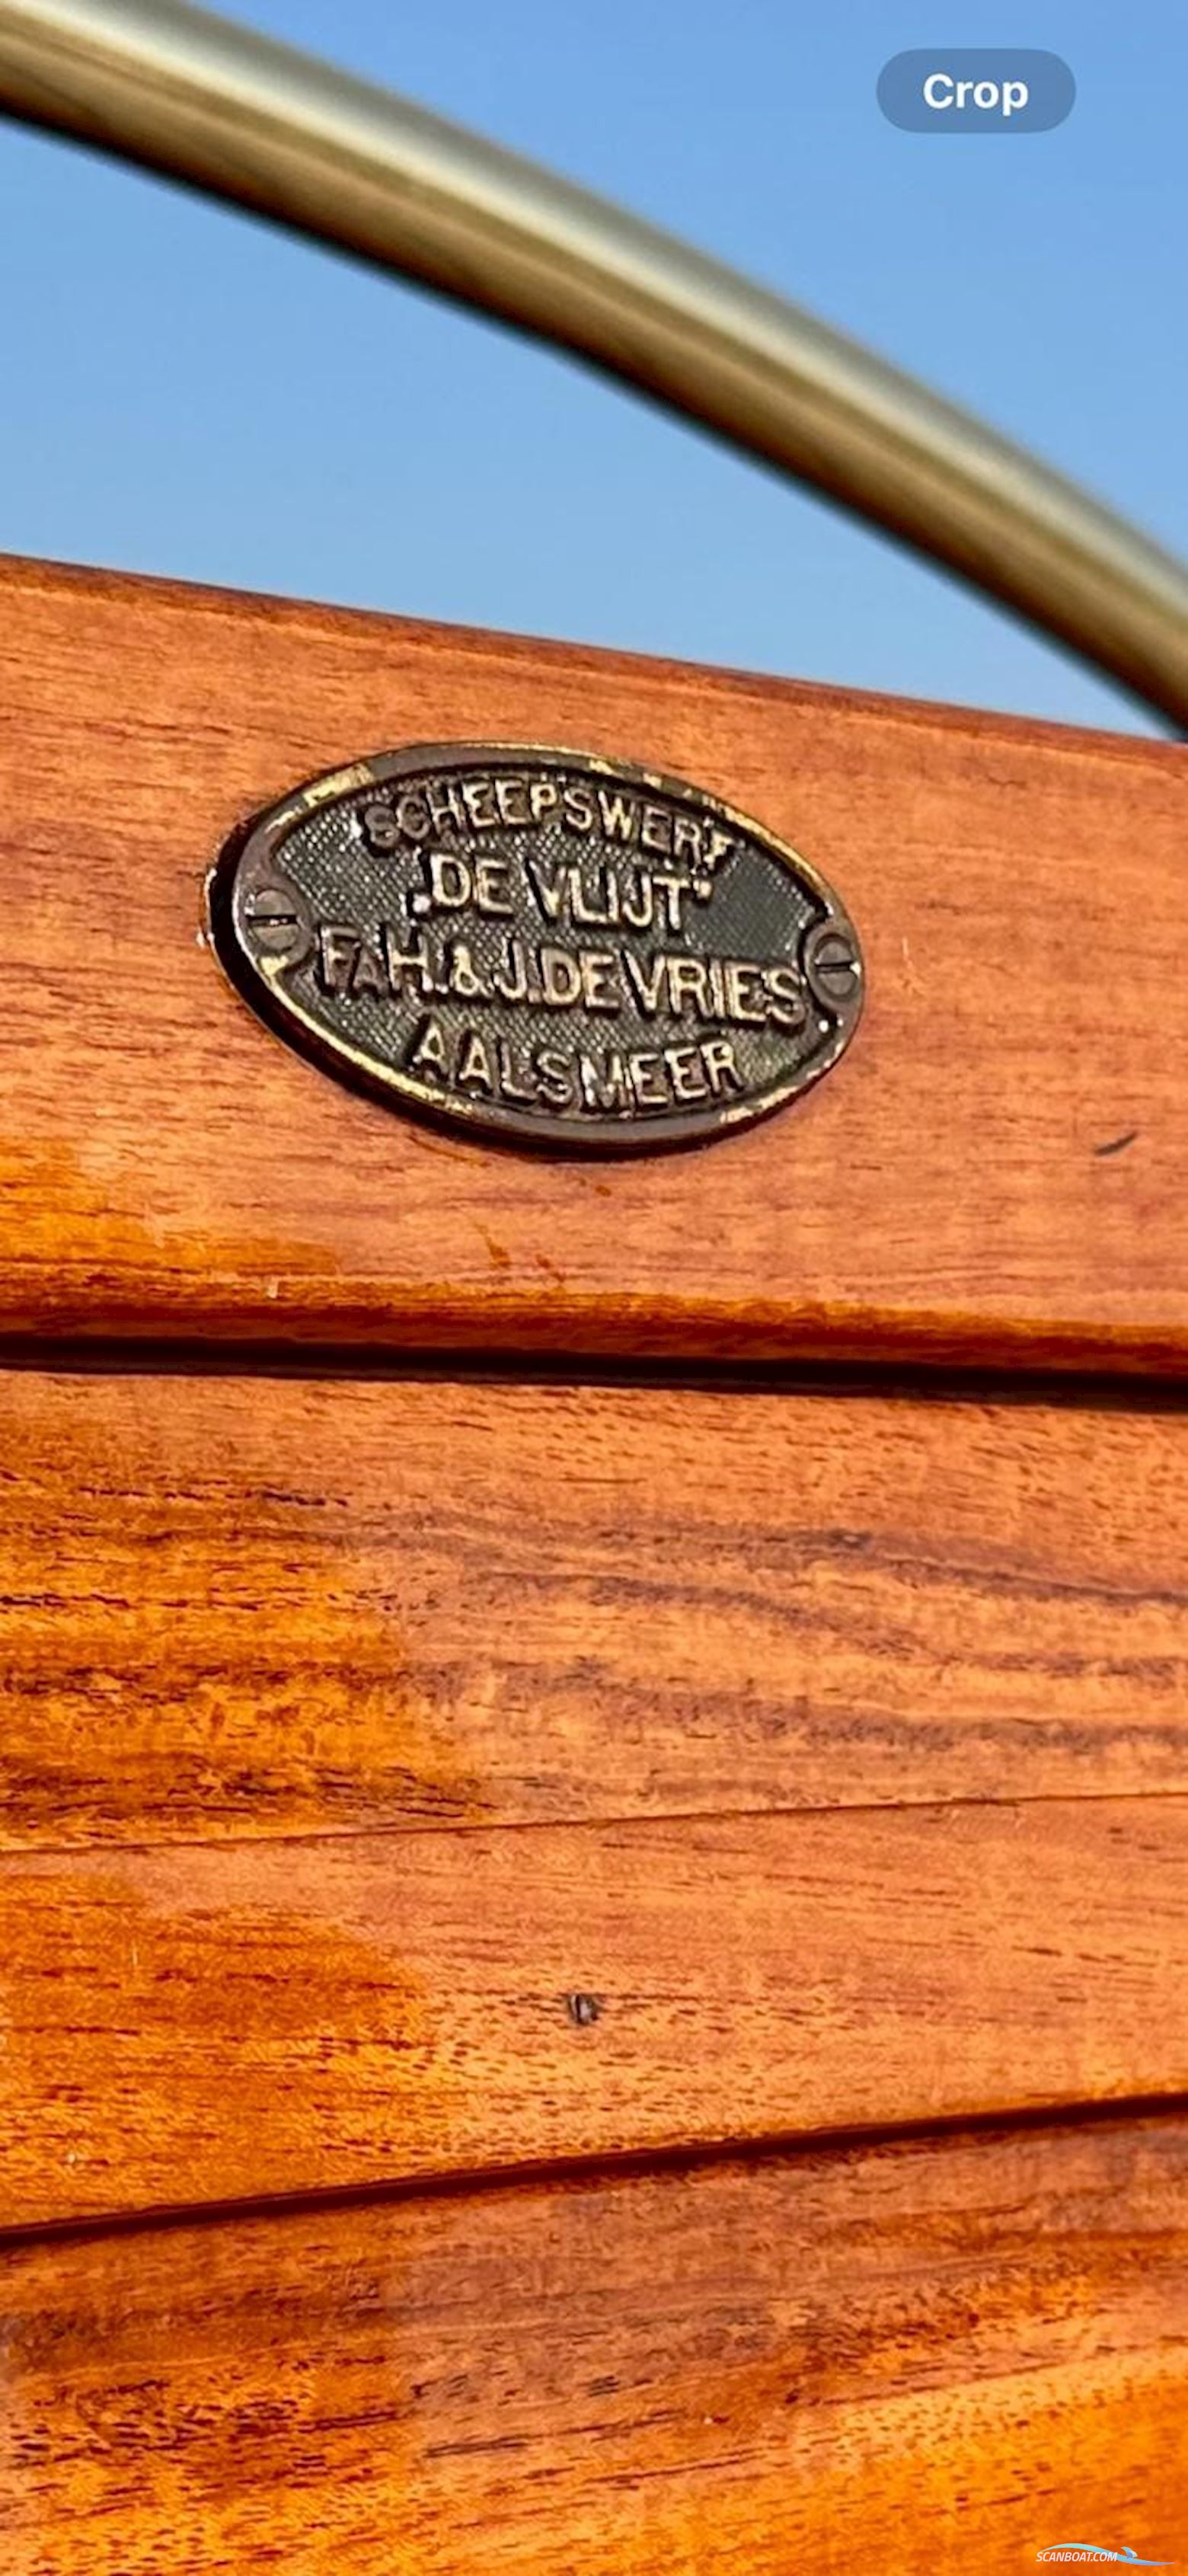 Crop
SCHEEPSWERF
„DE VLIJT"
FA H. & J. DE VRIES
AALSMEER
SCANBOAT.COM